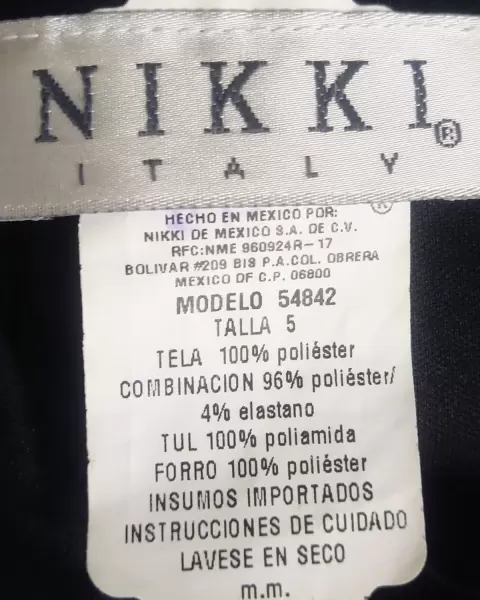 NIKKI®
ITALY
®
HECHO EN MEXICO POR:
NIKKI DE MEXICO S.A. DE C.V.
RFC:NME 960924R-17
BOLIVAR #209 BIS P.A.COL. OBRERA
MEXICO DF C.P. 06800
MODELO 54842
TALLA 5
TELA 100% poliéster
COMBINACION 96% poliéster/
4% elastano
TUL 100% poliamida
FORRO 100% poliéster
INSUMOS IMPORTADOS
INSTRUCCIONES DE CUIDADO
LAVESE EN SECO
m.m.